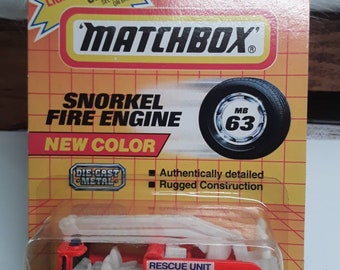 'MATCHBOX'®
SNORKEL
FIRE ENGINE
NEW COLOR
MB
63
DIE-CAST
METAL
■ Authentically detailed
■ Rugged Construction
RESCUE UNIT